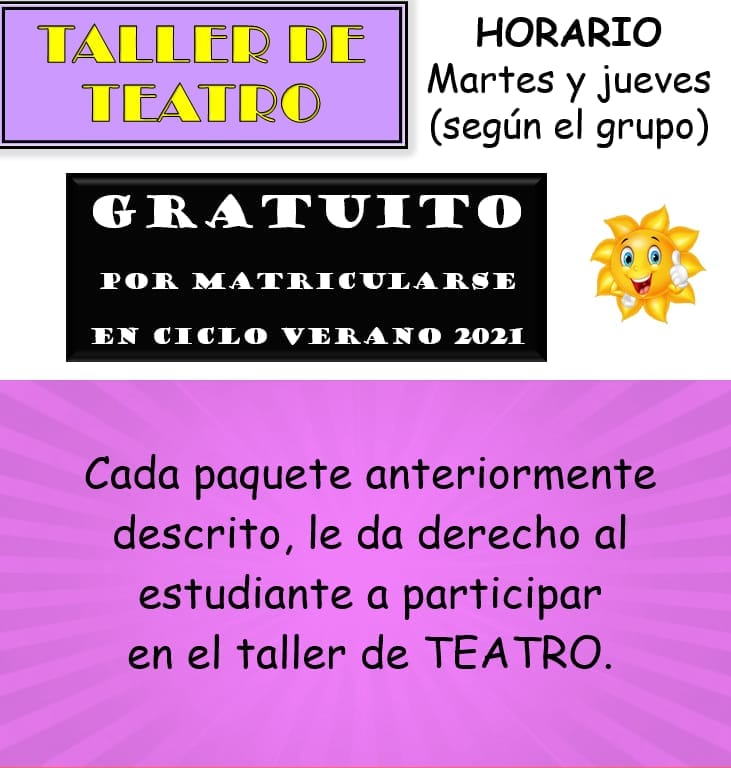 TALLER DE
TEATRO
HORARIO
Martes y jueves
(según el grupo)
GRATUITO
POR MATRICULARSE
EN CICLO VERANO 2021
Cada paquete anteriormente
descrito, le da derecho al
estudiante a participar
en el taller de TEATRO.